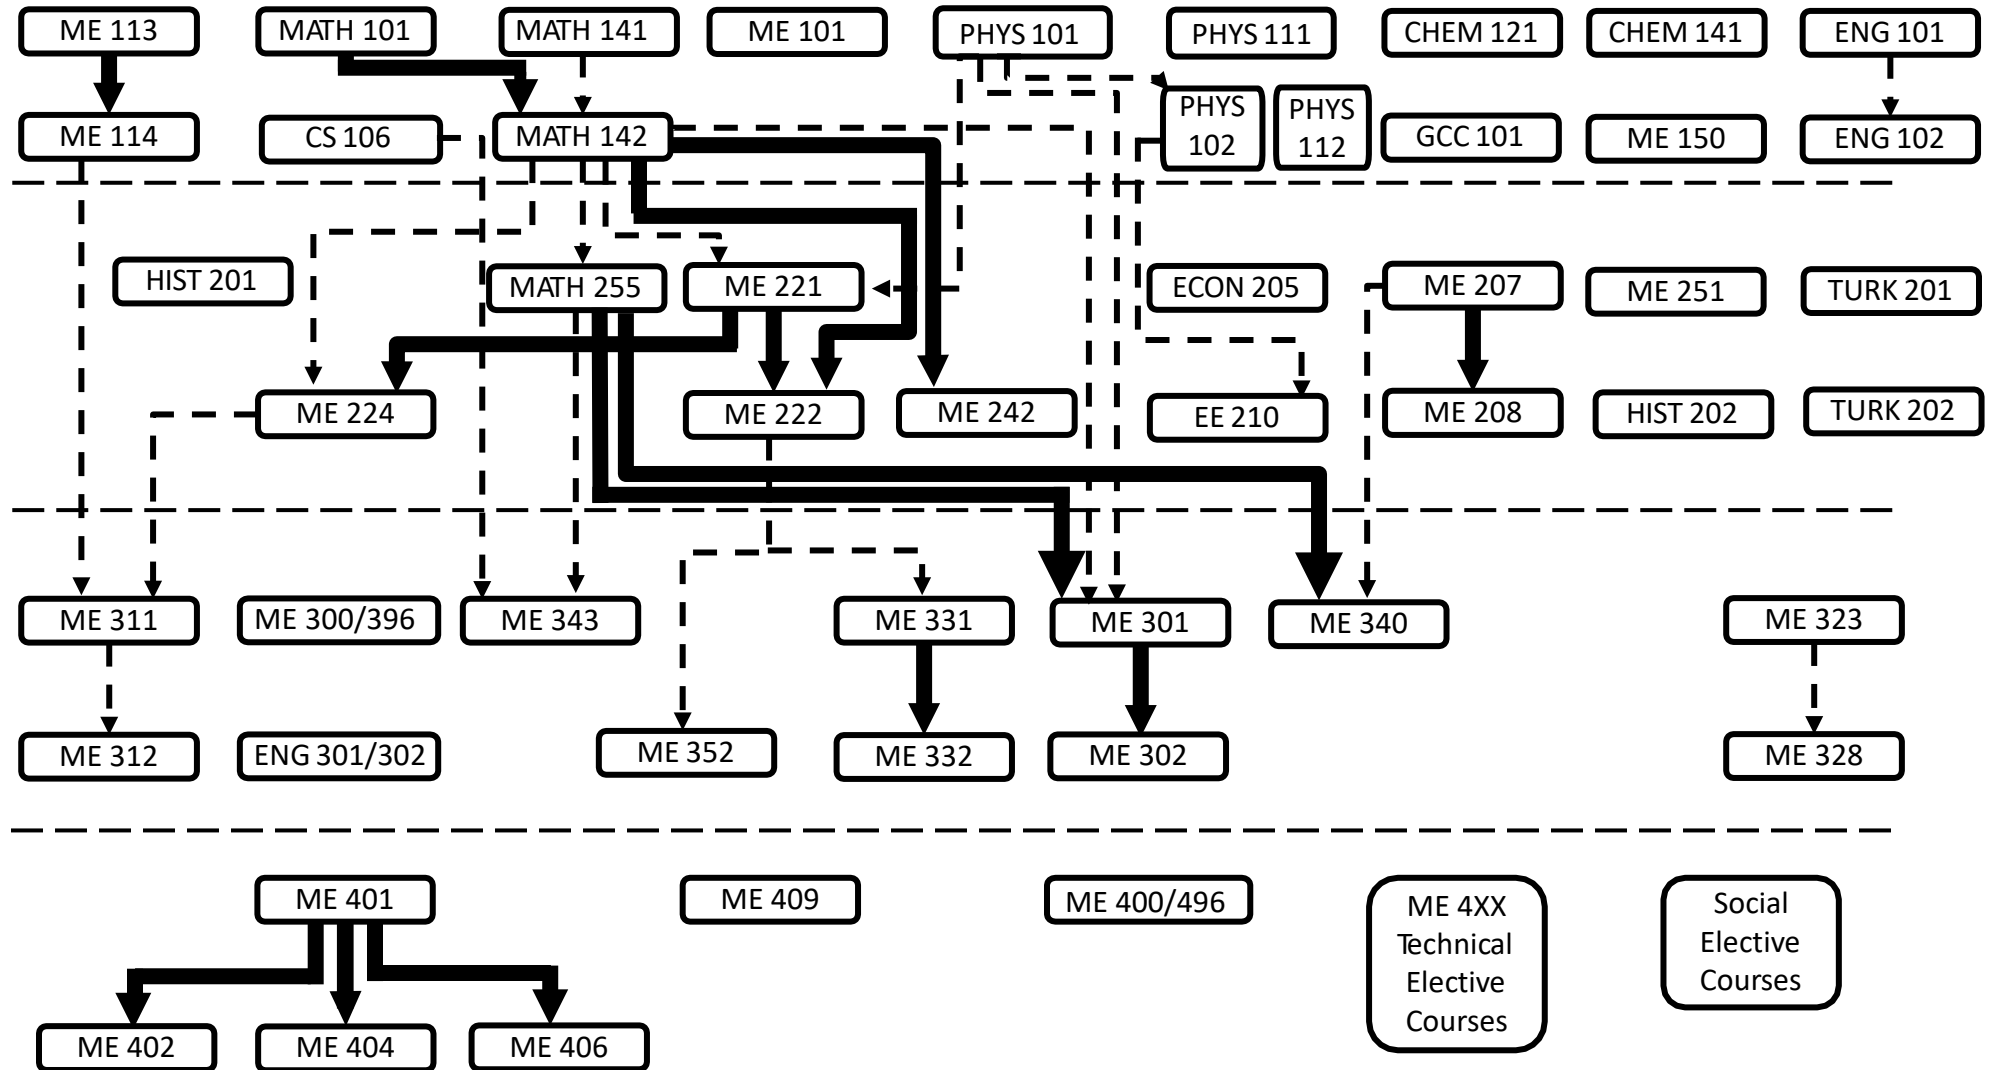 ME 113
MATH 101
MATH 141
ME 101
PHYS 101
PHYS 111
CHEM 121
CHEM 141
ENG 101
ME 114
CS 106
MATH 142
PHYS
102
PHYS
112
GCC 101
ME 150
ENG 102
HIST 201
MATH 255
ME 221
ECON 205
ME 207
ME 251
TURK 201
ME 224
ME 222
ME 242
EE 210
ME 208
HIST 202
TURK 202
ME 311
ME 300/396
ME 343
ME 331
ME 301
ME 340
ME 323
ME 312
ENG 301/302
ME 352
ME 332
ME 302
ME 328
ME 401
ME 409
ME 400/496
ME 4XX
Technical
Elective
Courses
Social
Elective
Courses
ME 402
ME 404
ME 406